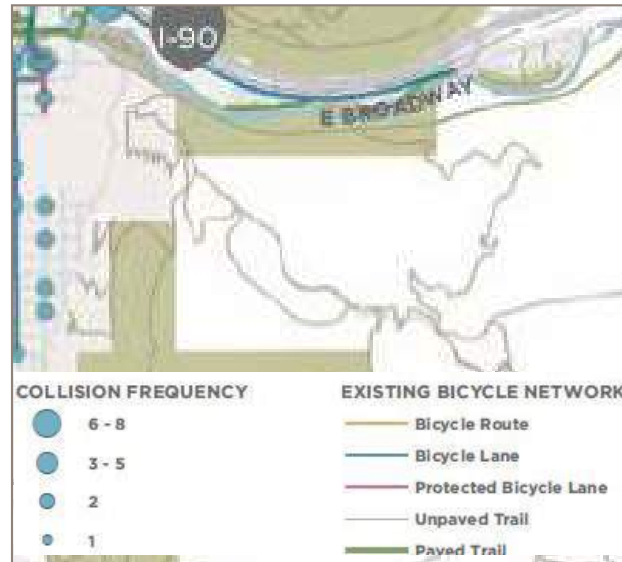 I-90
E BROADWAY
COLLISION FREQUENCY
6 - 8
3 - 5
2
1
EXISTING BICYCLE NETWORK
Bicycle Route
Bicycle Lane
Protected Bicycle Lane
Unpaved Trail
Paved Trail